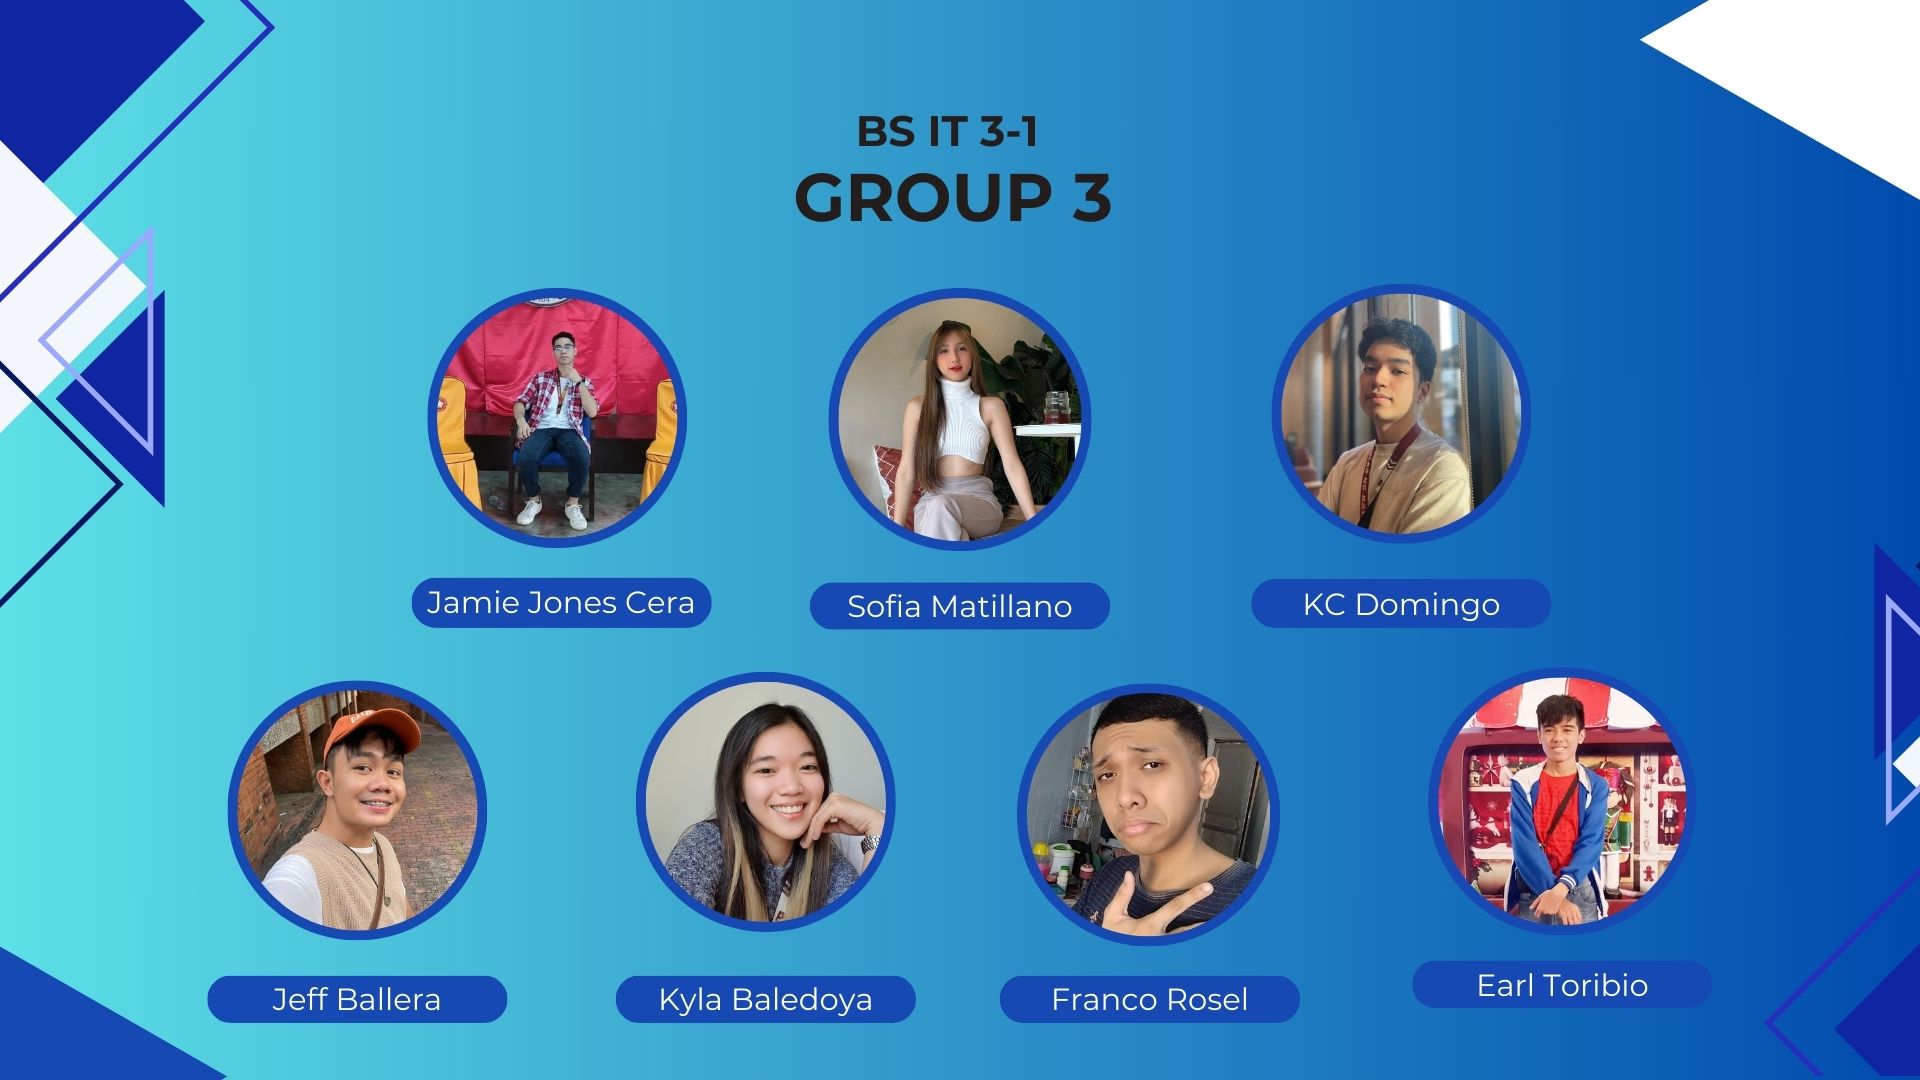 BS IT 3-1
GROUP 3
Jamie Jones Cera
Sofia Matillano
KC Domingo
Jeff Ballera
Kyla Baledoya
Franco Rosel
Earl Toribio